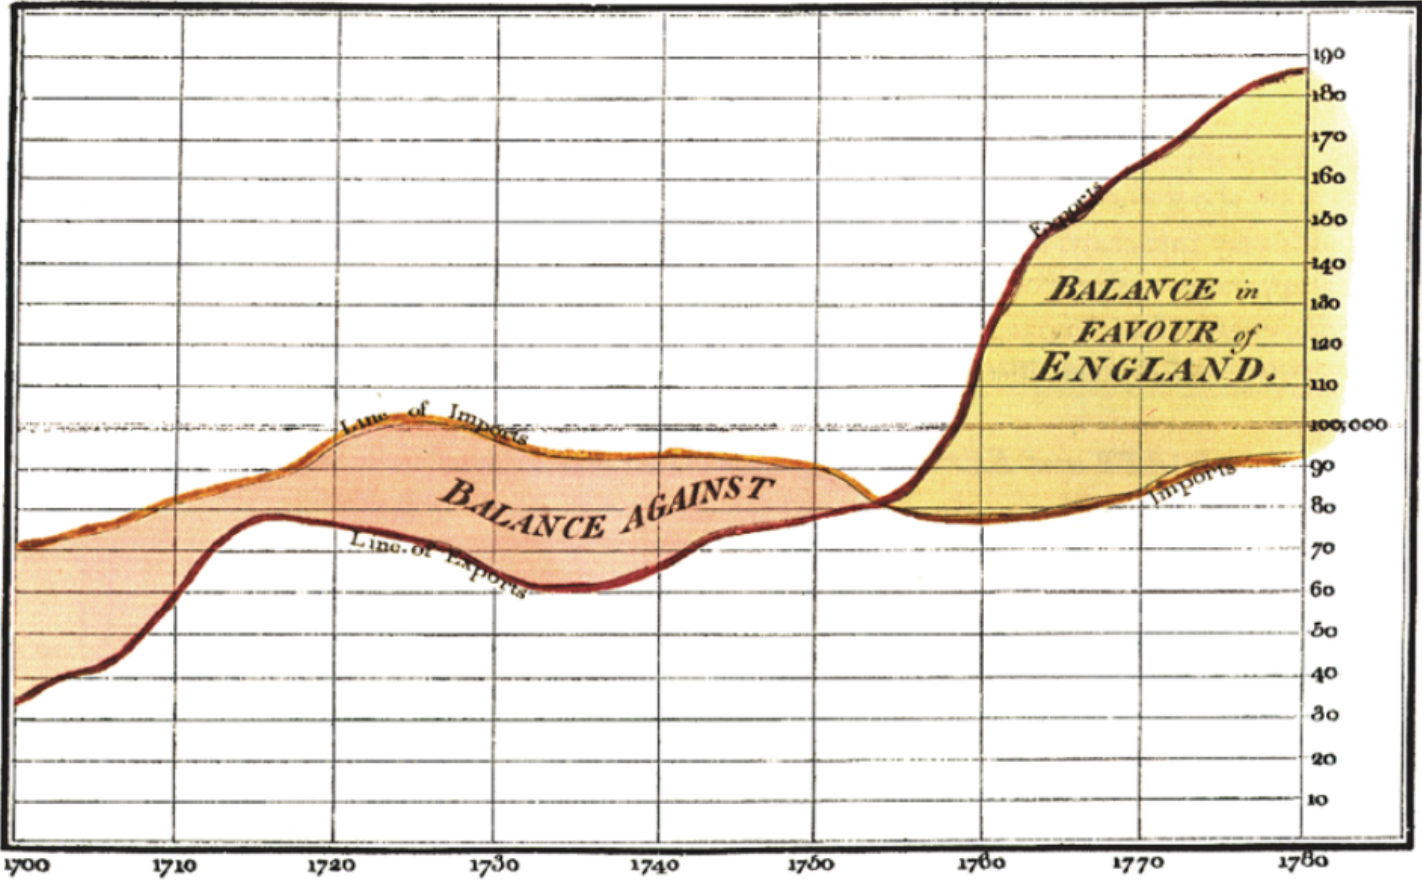 190
180
170
160
150
Exports
140
BALANCE in
130
FAVOUR of
120
ENGLAND.
110
Line of Imports
100,000
90
Imports
BALANCE AGAINST
80
Line of Exports
70
60
50
40
30
20
10
1700 1710 1720 1730 1740 1750 1760 1770 1780